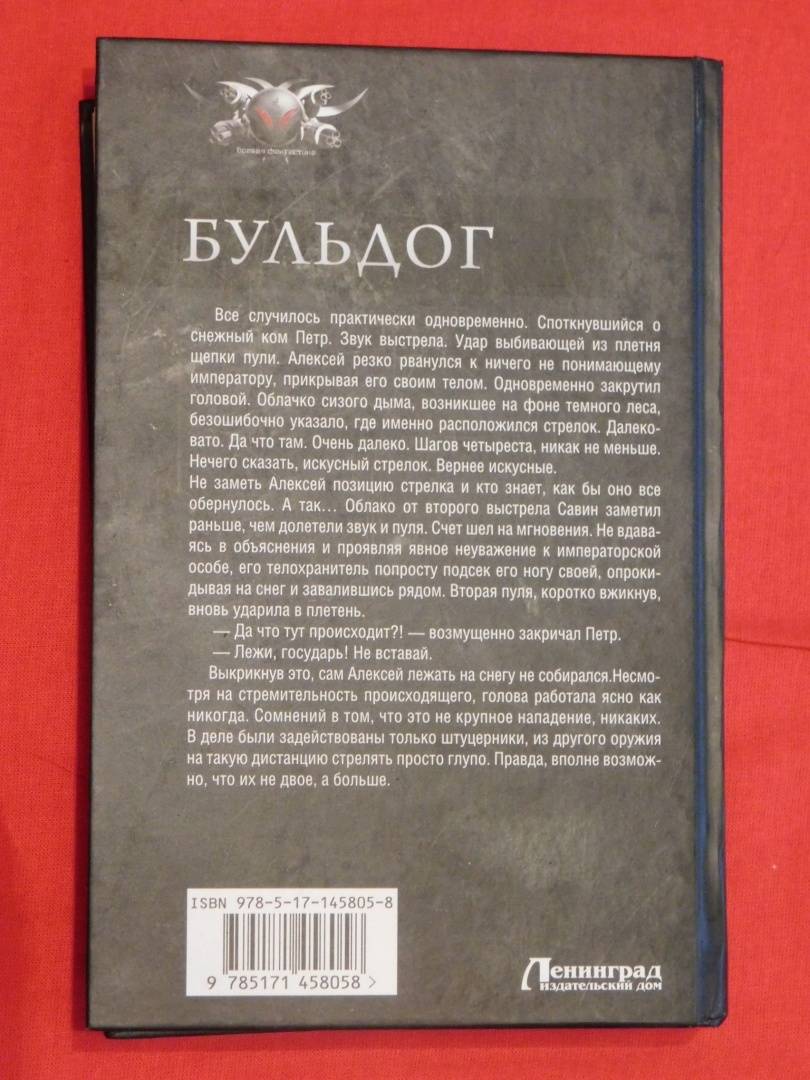 Боевая фантастика
БУЛЬДОГ
Все случилось практически одновременно. Споткнувшийся о
снежный ком Петр. Звук выстрела. Удар выбивающей из плетня
щепки пули. Алексей резко рванулся к ничего не понимающему
императору, прикрывая его своим телом. Одновременно закрутил
головой. Облачко сизого дыма, возникшее на фоне темного леса,
безошибочно указало, где именно расположился стрелок. Далеко-
вато. Да что там. Очень далеко. Шагов четыреста, никак не меньше.
Нечего сказать, искусный стрелок. Вернее искусные.
Не заметь Алексей позицию стрелка и кто знает, как бы оно все
обернулось. А так... Облако от второго выстрела Савин заметил
раньше, чем долетели звук и пуля. Счет шел на мгновения. Не вдава-
ясь в объяснения и проявляя явное неуважение к императорской
особе, его телохранитель попросту подсек его ногу своей, опроки-
дывая на снег и завалившись рядом. Вторая пуля, коротко вжикнув,
вновь ударила в плетень.
— Да что тут происходит?! — возмущенно закричал Петр.
— Лежи, государь! Не вставай.
Выкрикнув это, сам Алексей лежать на снегу не собирался.Несмо-
тря на стремительность происходящего, голова работала ясно как
никогда. Сомнений в том, что это не крупное нападение, никаких.
В деле были задействованы только штуцерники, из другого оружия
на такую дистанцию стрелять просто глупо. Правда, вполне возмож-
но, что их не двое, а больше.
ISBN 978-5-17-145805-8
9 785171 458058 >
Ленинград
издательский дом